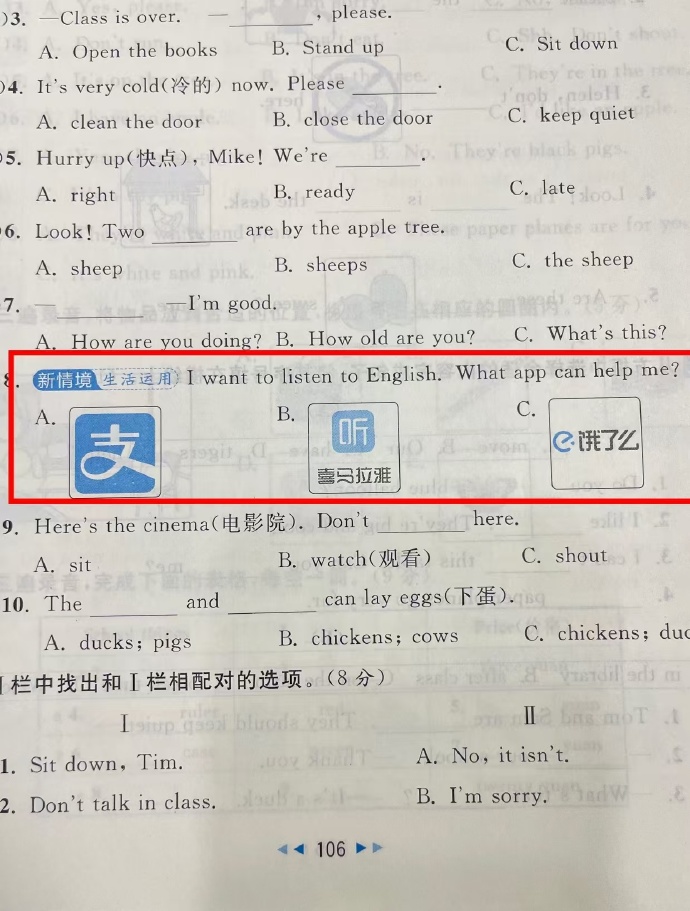 )3. —Class is over. —________, please.
A. Open the books B. Stand up C. Sit down
)4. It's very cold(冷的) now. Please ________.
A. clean the door B. close the door C. keep quiet
)5. Hurry up(快点), Mike! We're ________.
A. right B. ready C. late
6. Look! Two ________ are by the apple tree.
A. sheep B. sheeps C. the sheep
7. —________ —I'm good.
A. How are you doing? B. How old are you? C. What's this?
8. 新情境 生活运用 I want to listen to English. What app can help me?
A. 支 B. 听 C. 饿了么
喜马拉雅
9. Here's the cinema(电影院). Don't ________ here.
A. sit B. watch(观看) C. shout
10. The ________ and ________ can lay eggs(下蛋).
A. ducks; pigs B. chickens; cows C. chickens; duc
栏中找出和Ⅰ栏相配对的选项。(8分)
Ⅰ Ⅱ
1. Sit down, Tim. A. No, it isn't.
2. Don't talk in class. B. I'm sorry.
106